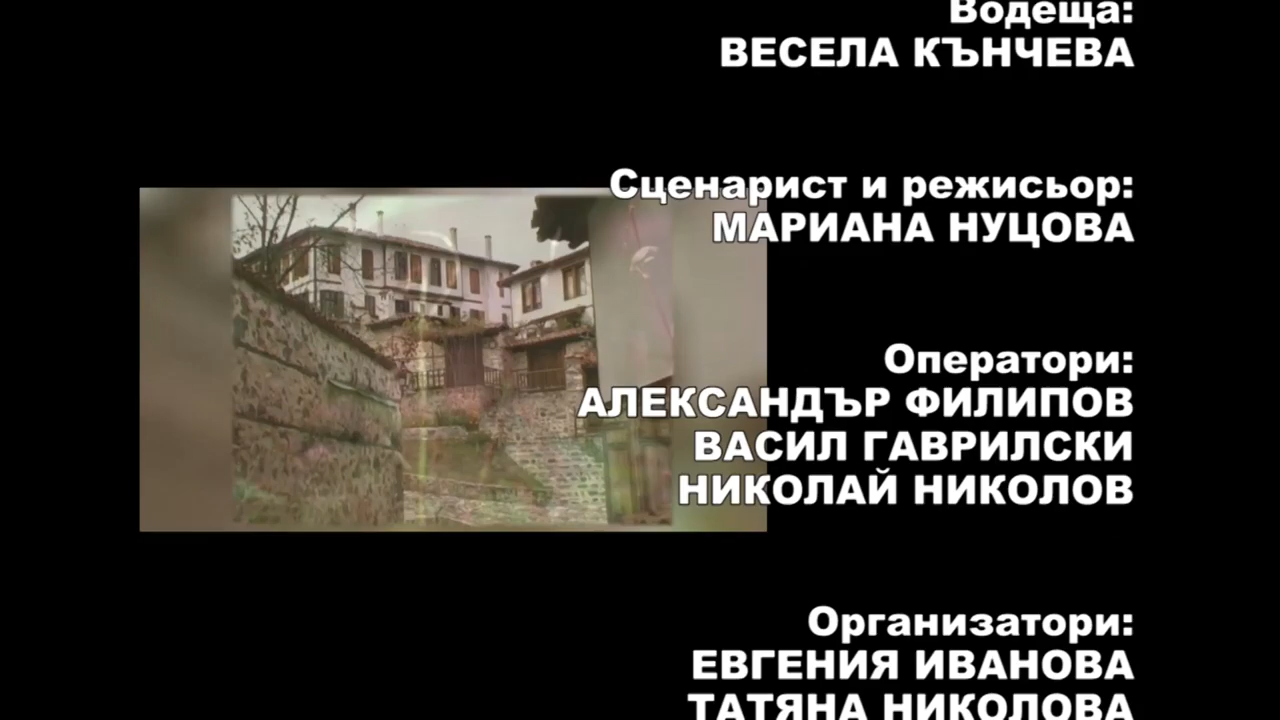 Водеща:
ВЕСЕЛА КЪНЧЕВА
Сценарист и режисьор:
МАРИАНА НУЦОВА
Оператори:
АЛЕКСАНДЪР ФИЛИПОВ
ВАСИЛ ГАВРИЛСКИ
НИКОЛАЙ НИКОЛОВ
Организатори:
ЕВГЕНИЯ ИВАНОВА
ТАТЯНА НИКОЛОВА